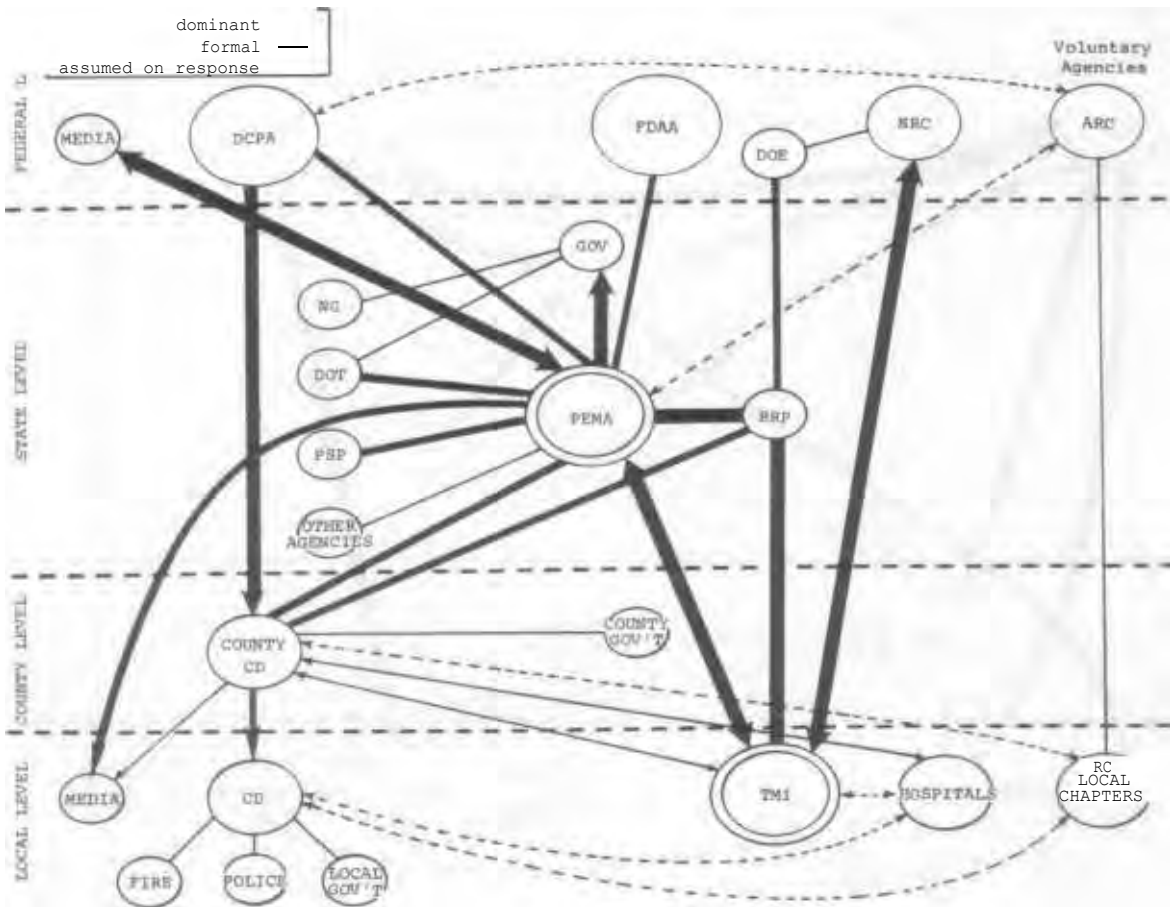 dominant
formal
assumed on response
Voluntary
Agencies
FEDERAL L
MEDIA
DCPA
FDAA
DOE
NRC
ARC
STATE LEVEL
GOV
NG
DOT
PEMA
RRP
PSP
OTHER
AGENCIES
COUNTY LEVEL
COUNTY
CD
COUNTY
GOV'T
LOCAL LEVEL
MEDIA
CD
TMI
HOSPITALS
RC
LOCAL
CHAPTERS
FIRE
POLICE
LOCAL
GOV'T